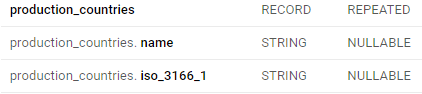 production_countries RECORD REPEATED
production_countries. name STRING NULLABLE
production_countries. iso_3166_1 STRING NULLABLE